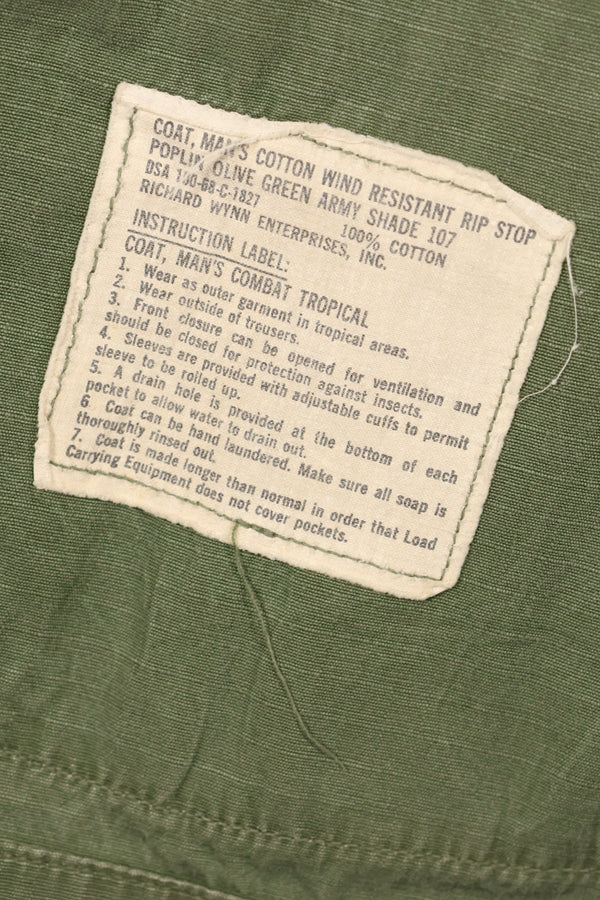 COAT, MAN'S COTTON WIND RESISTANT RIP STOP
POPLIN OLIVE GREEN ARMY SHADE 107
DSA 100-68-C-1827 100% COTTON
RICHARD WYNN ENTERPRISES, INC.
INSTRUCTION LABEL:
COAT, MAN'S COMBAT TROPICAL
1. Wear as outer garment in tropical areas.
2. Wear outside of trousers.
3. Front closure can be opened for ventilation and
should be closed for protection against insects.
4. Sleeves are provided with adjustable cuffs to permit
sleeve to be rolled up.
5. A drain hole is provided at the bottom of each
pocket to allow water to drain out.
6. Coat can be hand laundered. Make sure all soap is
thoroughly rinsed out.
7. Coat is made longer than normal in order that Load
Carrying Equipment does not cover pockets.